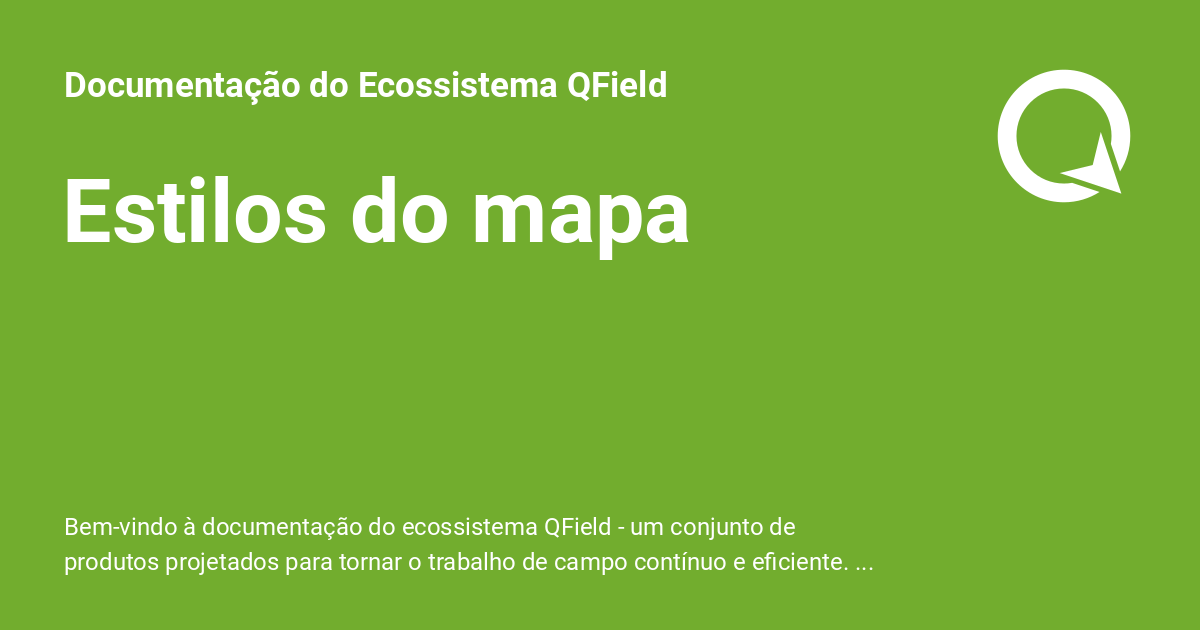 Documentação do Ecossistema QField
Estilos do mapa
Bem-vindo à documentação do ecossistema QField - um conjunto de
produtos projetados para tornar o trabalho de campo contínuo e eficiente. ...